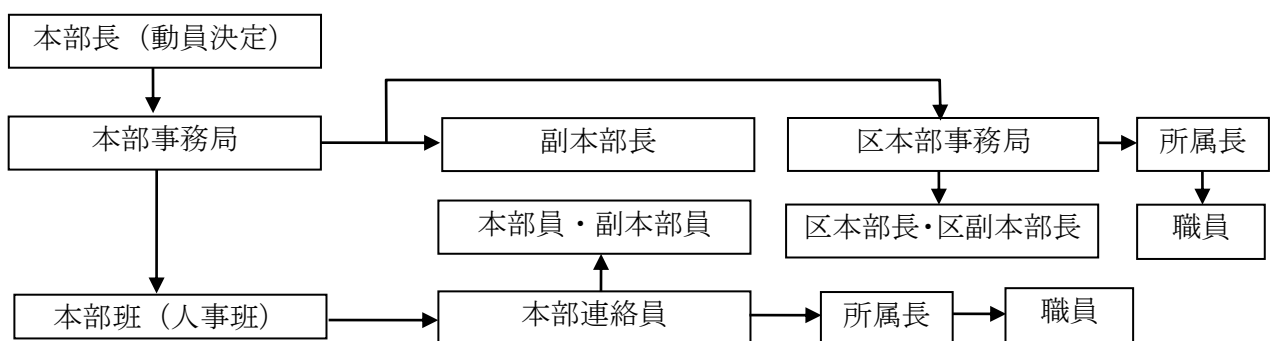 本部長（動員決定）
本部事務局
副本部長
区本部事務局
所属長
本部員・副本部員
区本部長・区副本部長
職員
本部班（人事班）
本部連絡員
所属長
職員